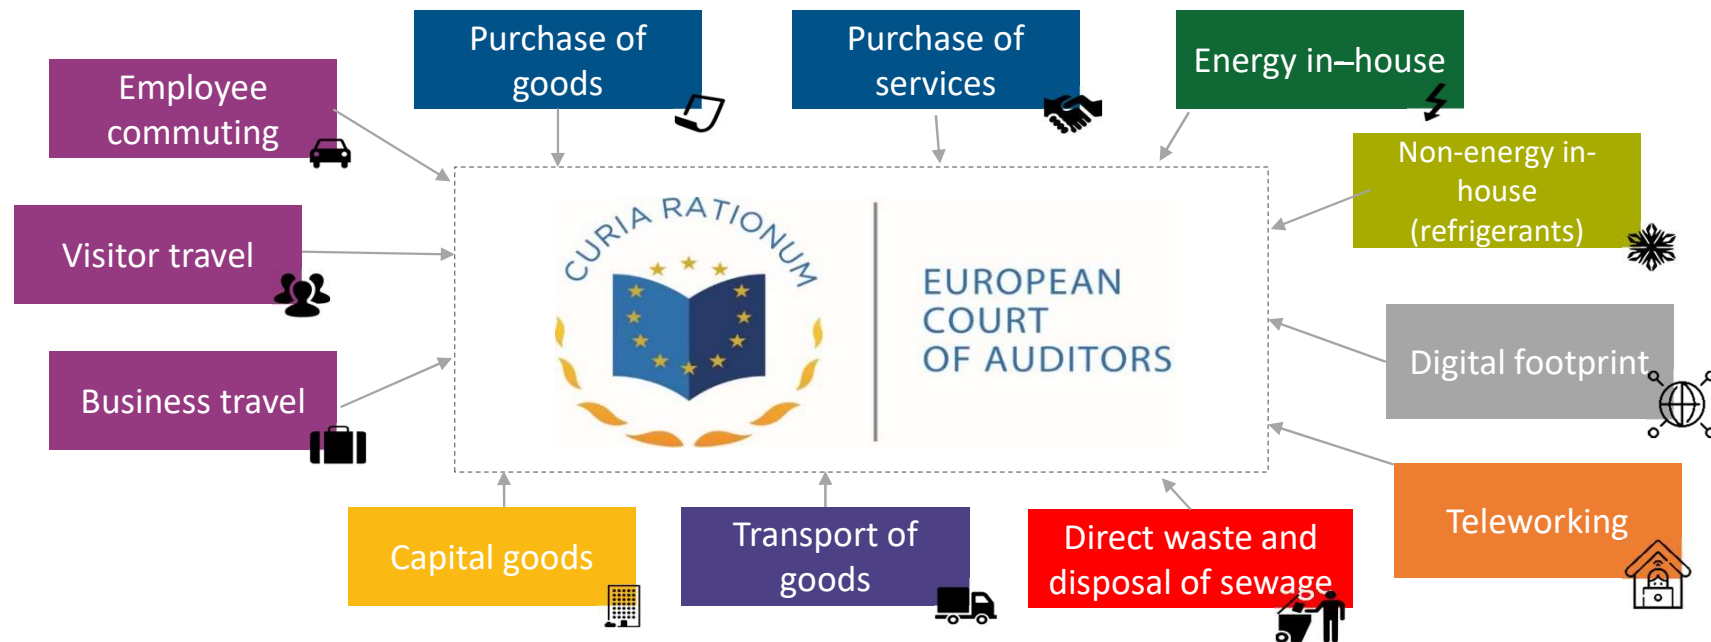 Purchase of
goods
Purchase of
services
Energy in–house
Employee
commuting
Non-energy in-
house
(refrigerants)
Visitor travel
CURIA RATIONUM
EUROPEAN
COURT
OF AUDITORS
Digital footprint
Business travel
Teleworking
Capital goods
Transport of
goods
Direct waste and
disposal of sewage